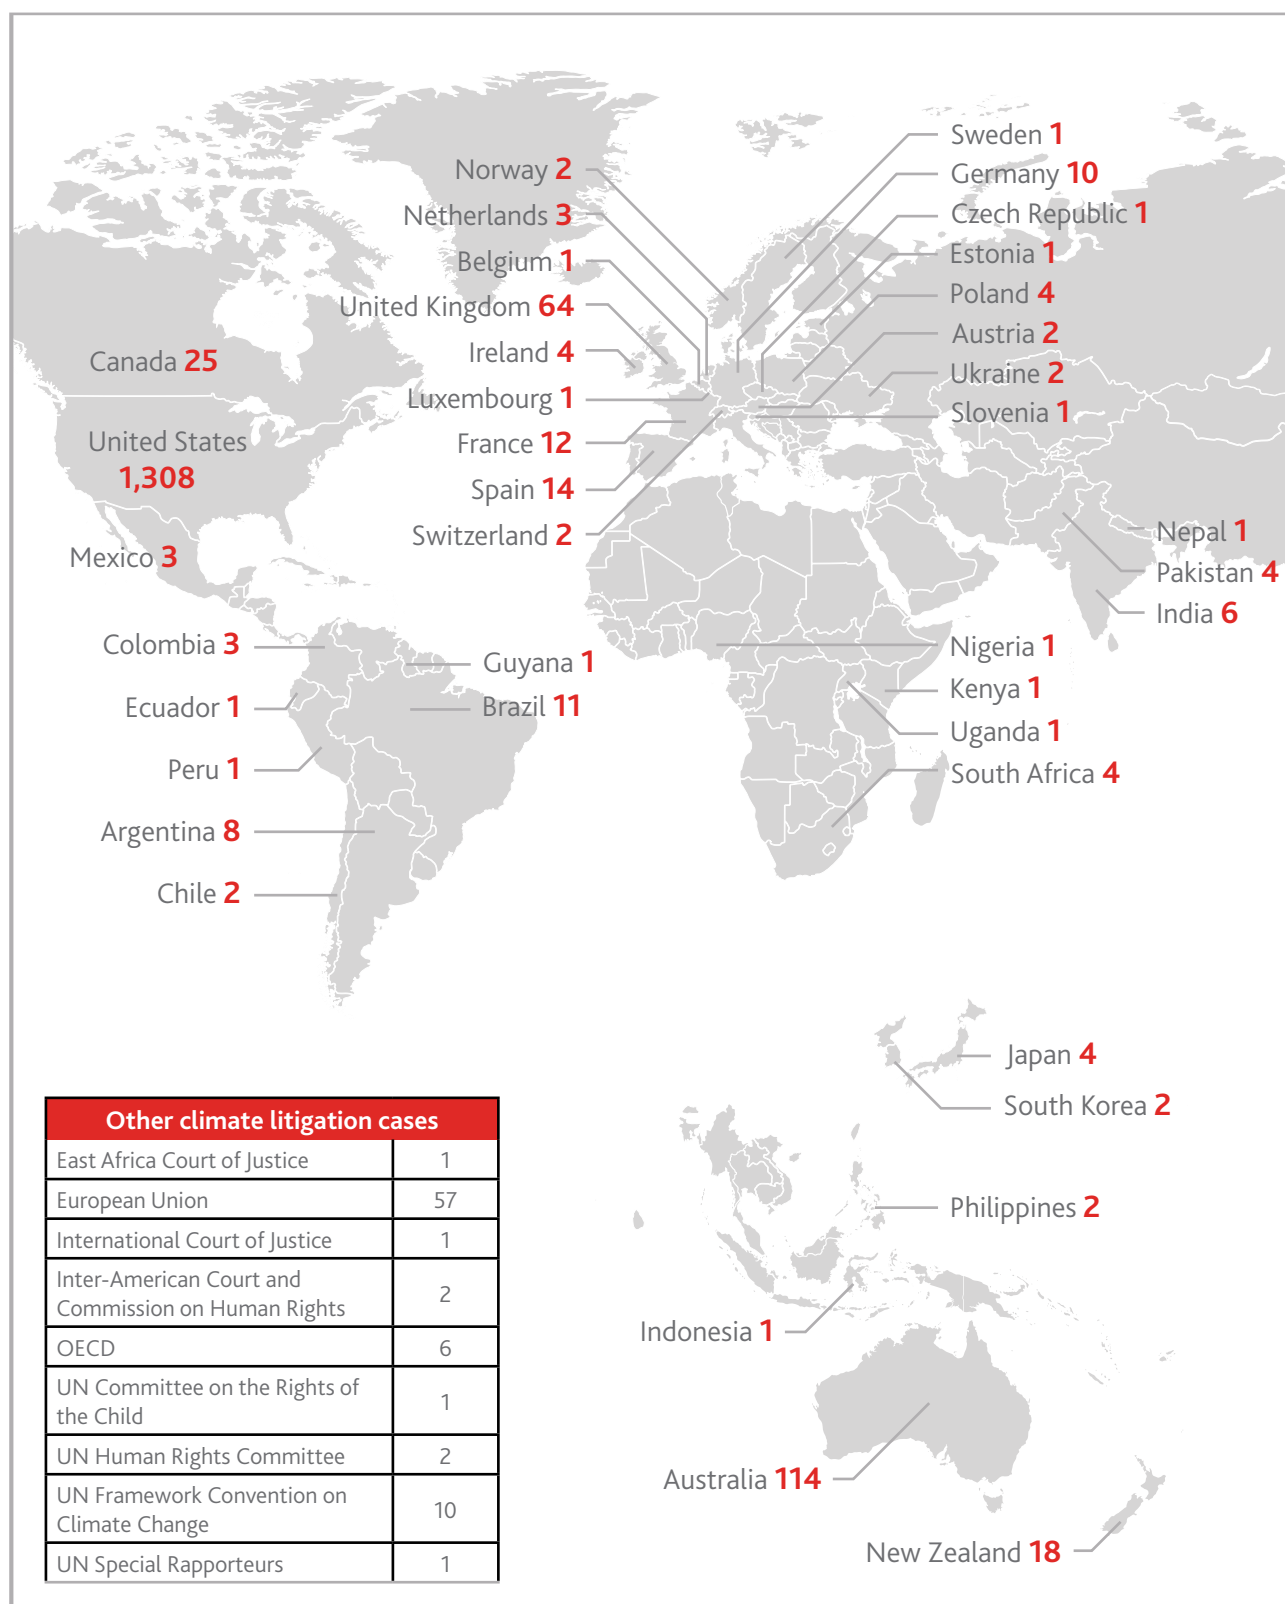 Norway 2
Netherlands 3
Belgium 1
United Kingdom 64
Ireland 4
Luxembourg 1
France 12
Spain 14
Switzerland 2
Sweden 1
Germany 10
Czech Republic 1
Estonia 1
Poland 4
Austria 2
Ukraine 2
Slovenia 1
Canada 25
United States
1,308
Mexico 3
Nepal 1
Pakistan 4
India 6
Colombia 3
Ecuador 1
Peru 1
Argentina 8
Chile 2
Guyana 1
Brazil 11
Nigeria 1
Kenya 1
Uganda 1
South Africa 4
Japan 4
South Korea 2
Philippines 2
Indonesia 1
Australia 114
New Zealand 18
Other climate litigation cases
East Africa Court of Justice 1
European Union 57
International Court of Justice 1
Inter-American Court and
Commission on Human Rights 2
OECD 6
UN Committee on the Rights of
the Child 1
UN Human Rights Committee 2
UN Framework Convention on
Climate Change 10
UN Special Rapporteurs 1